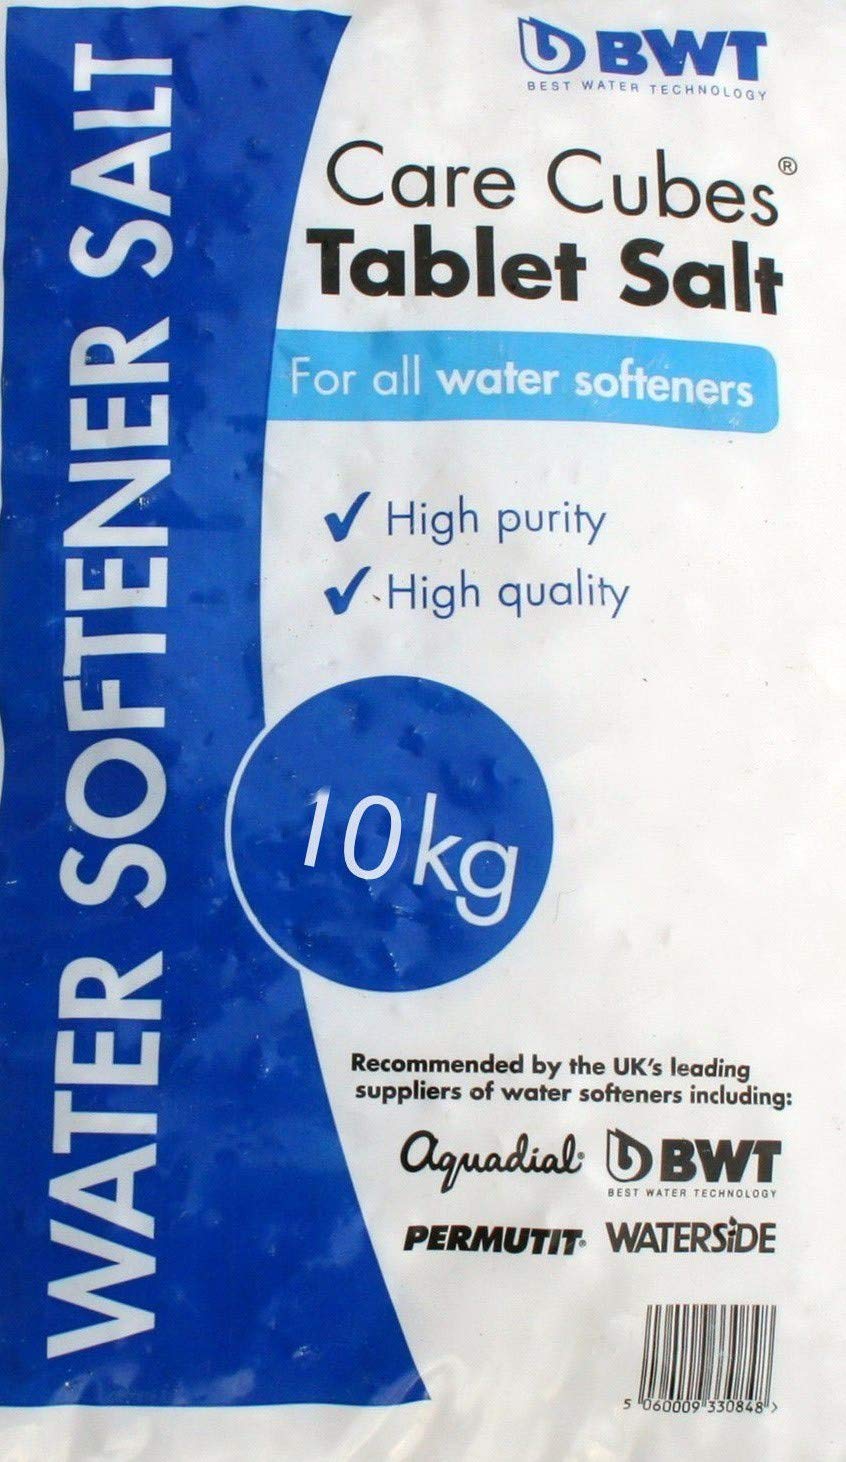 WATER SOFTENER SALT
BWT
BEST WATER TECHNOLOGY
Care Cubes®
Tablet Salt
For all water softeners
✓ High purity
✓ High quality
10kg
Recommended by the UK's leading
suppliers of water softeners including:
Aquadial®
BWT
BEST WATER TECHNOLOGY
PERMUTIT®
WATERSiDE
5 060009 330848 >